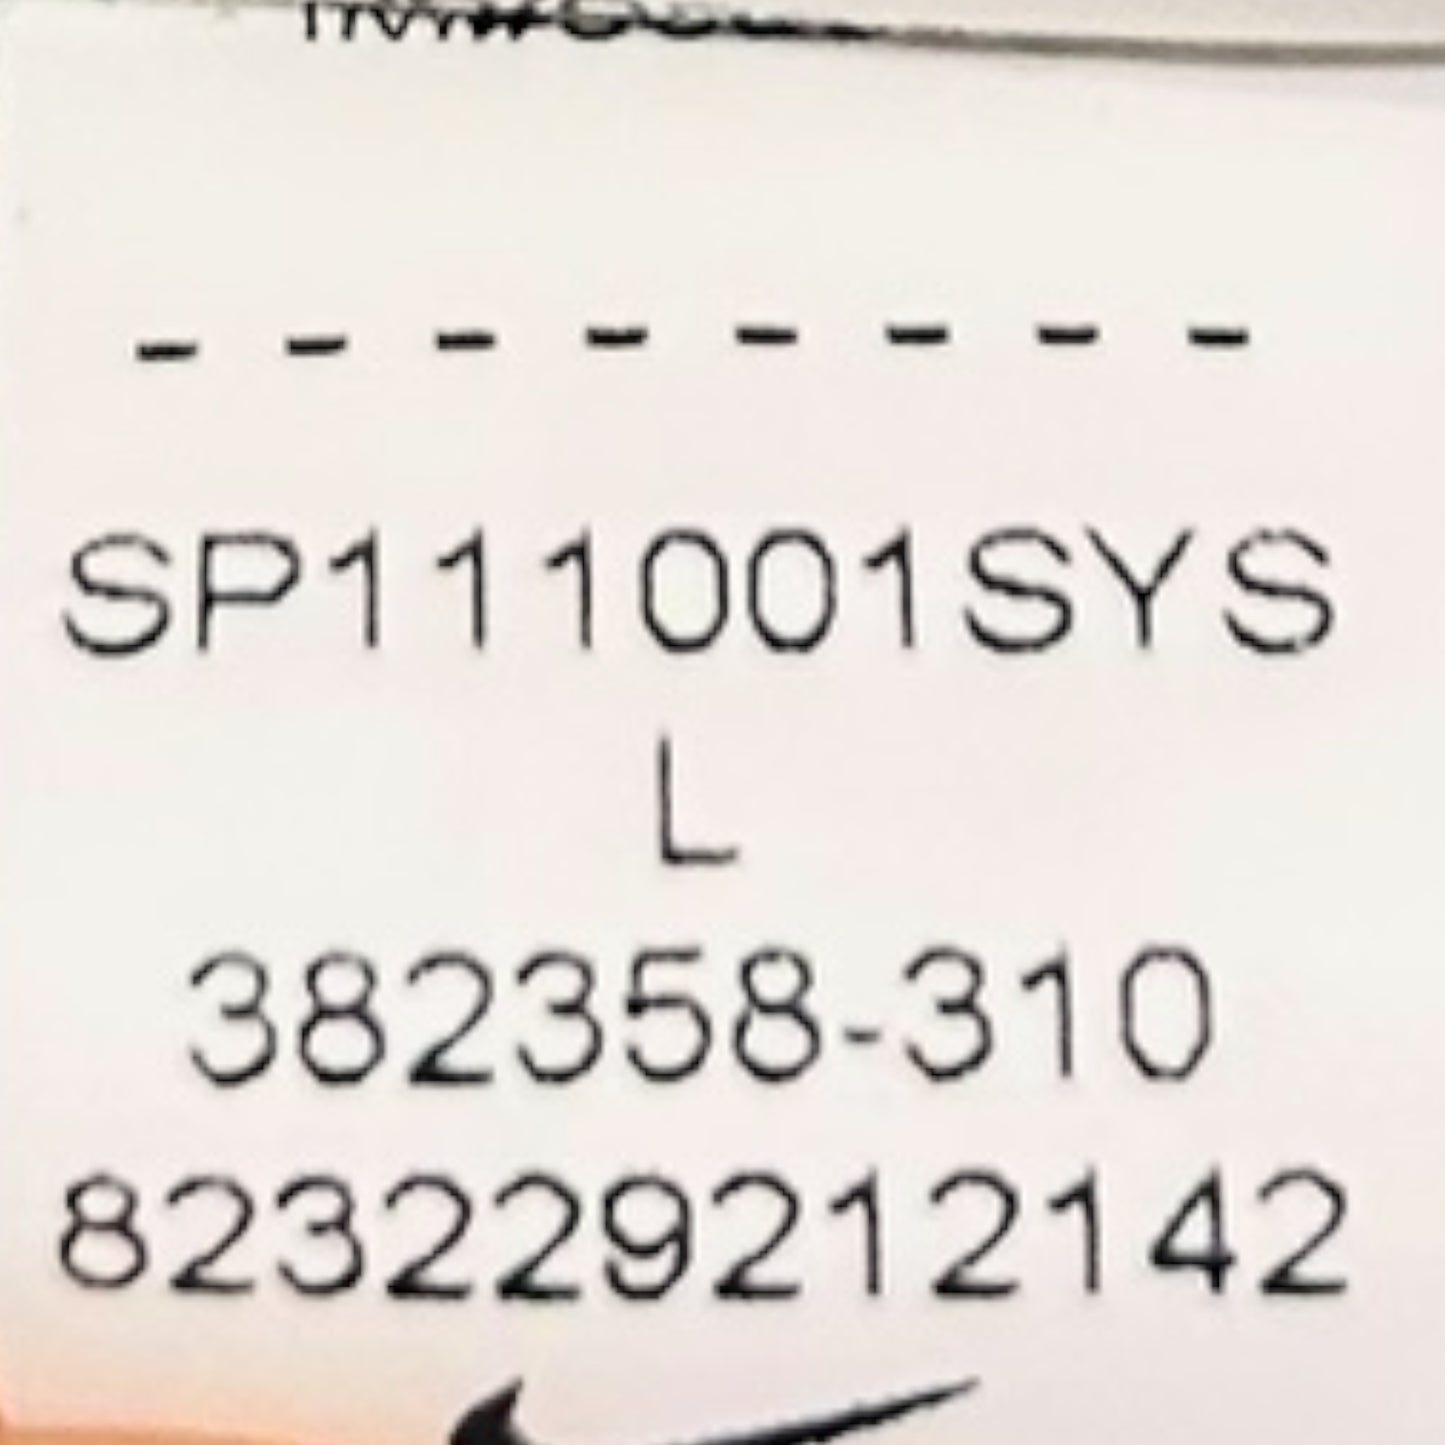 - - - - - - - -
SP111001SYS
L
382358-310
823229212142